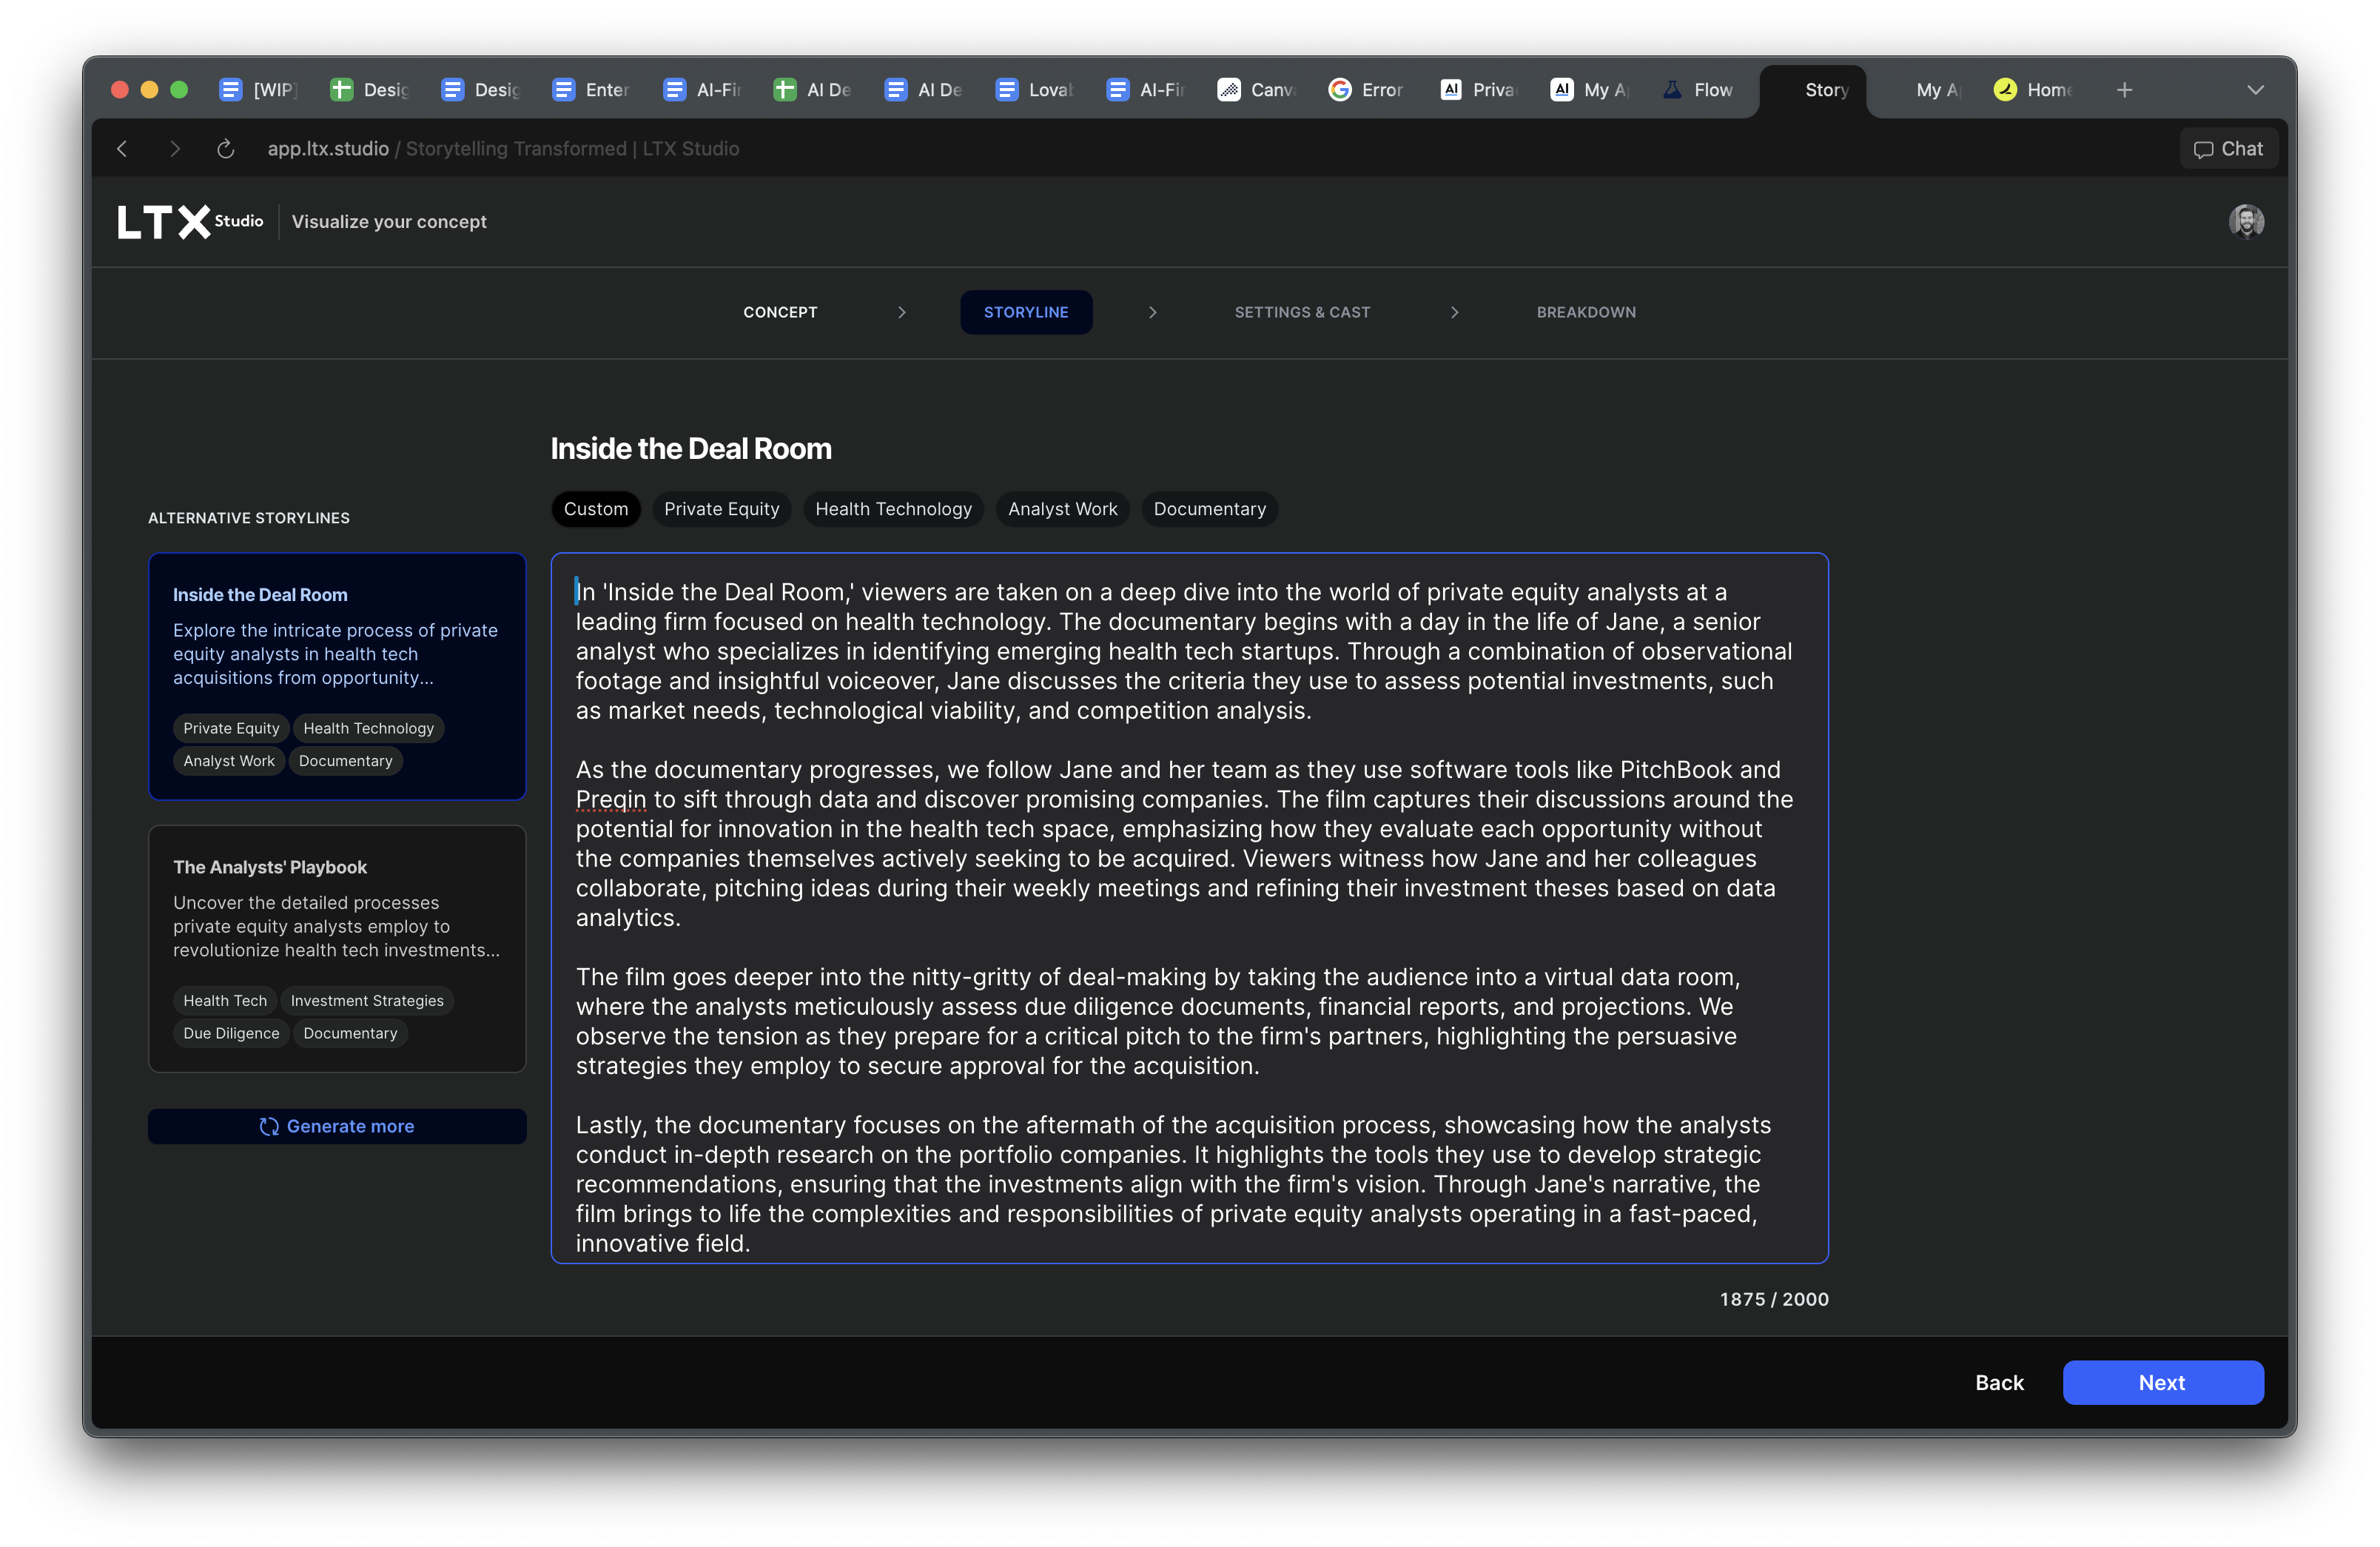 [WIP]
Desig
Desig
Enter
AI-Fir
AI De
AI De
Lovab
AI-Fir
Canv
Error
Priva
My A
Flow
Story
My A
Home
app.ltx.studio / Storytelling Transformed | LTX Studio
Chat
LTX Studio
Visualize your concept
CONCEPT
STORYLINE
SETTINGS & CAST
BREAKDOWN
Inside the Deal Room
Custom
Private Equity
Health Technology
Analyst Work
Documentary
ALTERNATIVE STORYLINES
Inside the Deal Room
Explore the intricate process of private
equity analysts in health tech
acquisitions from opportunity...
Private Equity
Health Technology
Analyst Work
Documentary
The Analysts' Playbook
Uncover the detailed processes
private equity analysts employ to
revolutionize health tech investments...
Health Tech
Investment Strategies
Due Diligence
Documentary
Generate more
In 'Inside the Deal Room,' viewers are taken on a deep dive into the world of private equity analysts at a
leading firm focused on health technology. The documentary begins with a day in the life of Jane, a senior
analyst who specializes in identifying emerging health tech startups. Through a combination of observational
footage and insightful voiceover, Jane discusses the criteria they use to assess potential investments, such
as market needs, technological viability, and competition analysis.
As the documentary progresses, we follow Jane and her team as they use software tools like PitchBook and
Preqin to sift through data and discover promising companies. The film captures their discussions around the
potential for innovation in the health tech space, emphasizing how they evaluate each opportunity without
the companies themselves actively seeking to be acquired. Viewers witness how Jane and her colleagues
collaborate, pitching ideas during their weekly meetings and refining their investment theses based on data
analytics.
The film goes deeper into the nitty-gritty of deal-making by taking the audience into a virtual data room,
where the analysts meticulously assess due diligence documents, financial reports, and projections. We
observe the tension as they prepare for a critical pitch to the firm's partners, highlighting the persuasive
strategies they employ to secure approval for the acquisition.
Lastly, the documentary focuses on the aftermath of the acquisition process, showcasing how the analysts
conduct in-depth research on the portfolio companies. It highlights the tools they use to develop strategic
recommendations, ensuring that the investments align with the firm's vision. Through Jane's narrative, the
film brings to life the complexities and responsibilities of private equity analysts operating in a fast-paced,
innovative field.
1875 / 2000
Back
Next